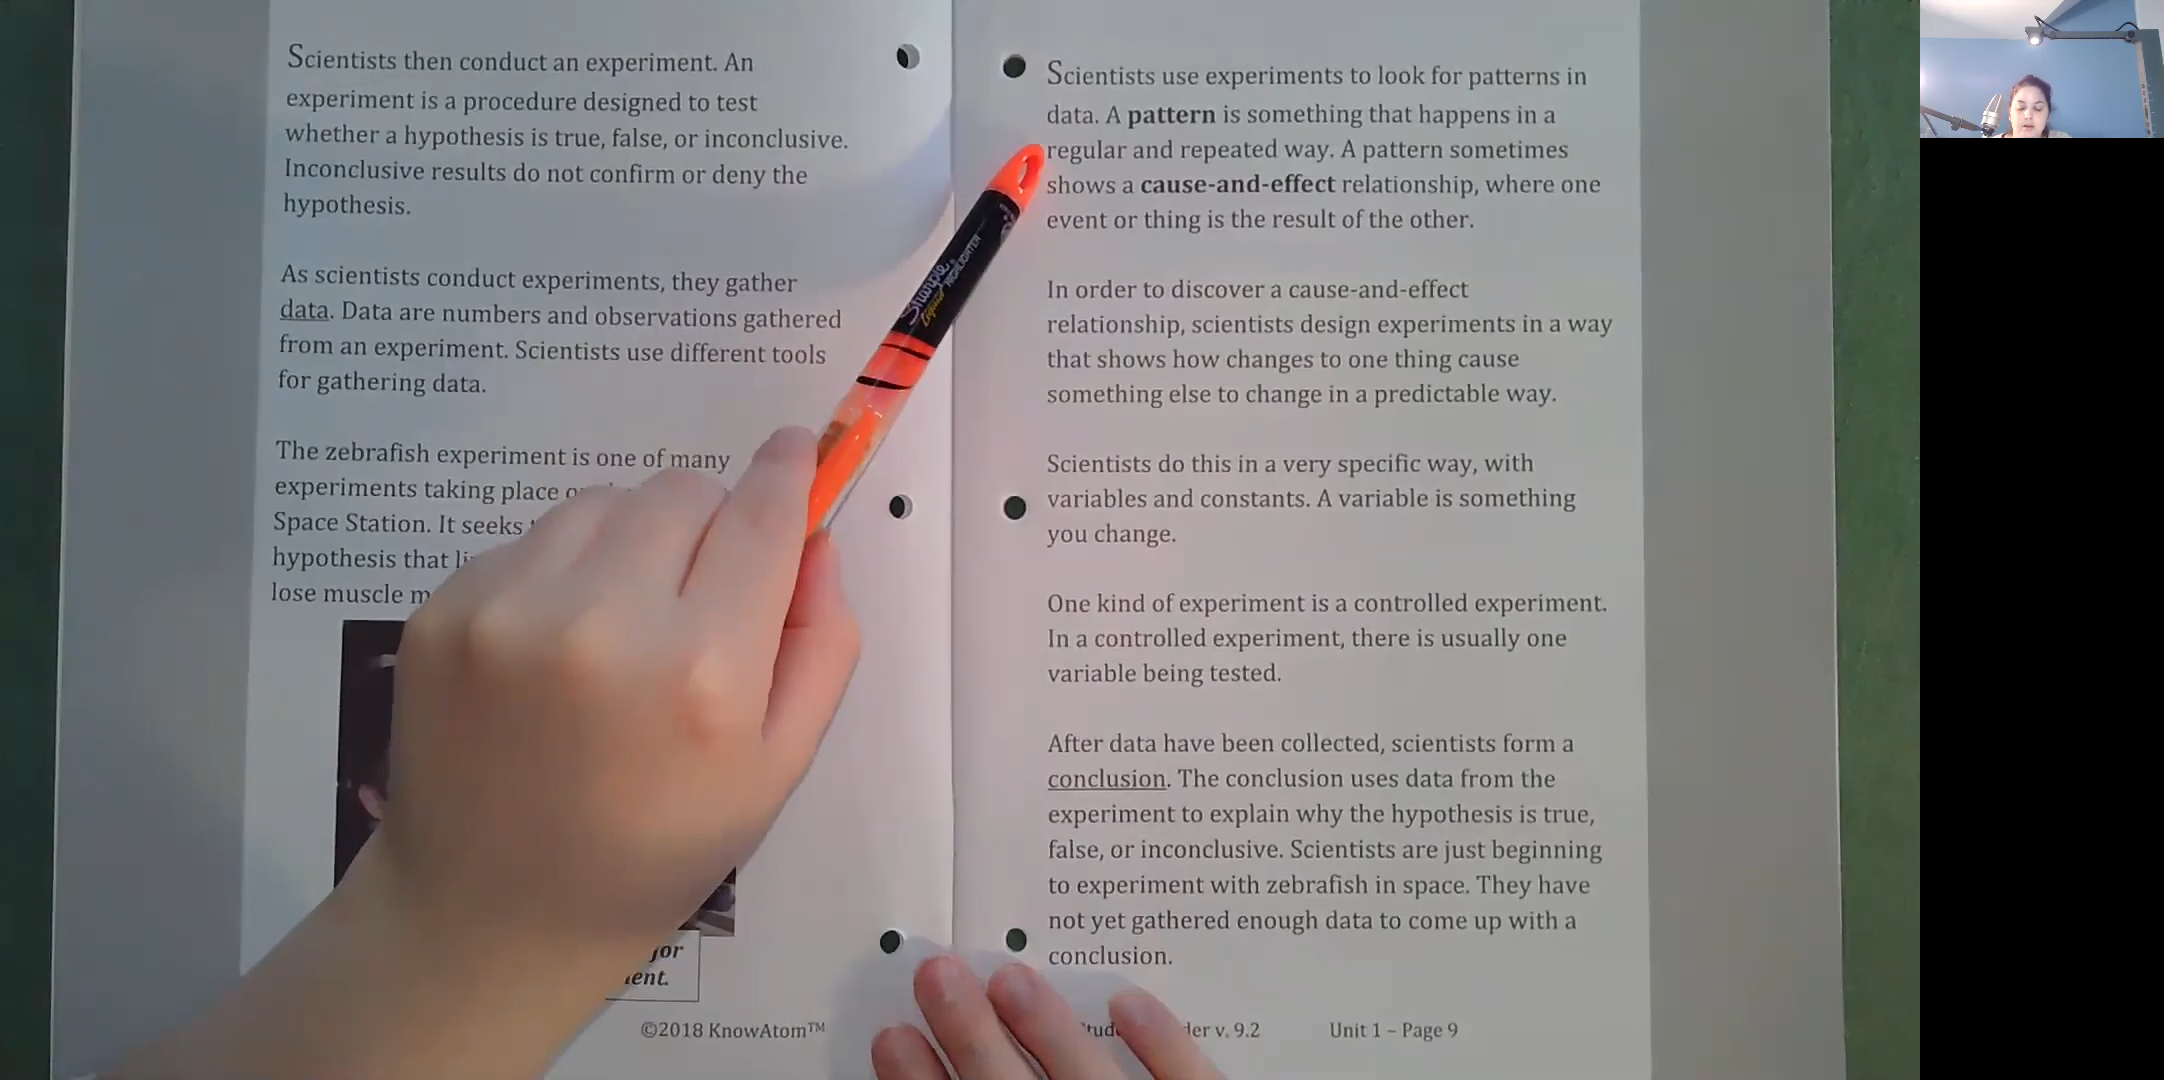 Scientists then conduct an experiment. An
experiment is a procedure designed to test
whether a hypothesis is true, false, or inconclusive.
Inconclusive results do not confirm or deny the
hypothesis.
As scientists conduct experiments, they gather
data. Data are numbers and observations gathered
from an experiment. Scientists use different tools
for gathering data.
The zebrafish experiment is one of many
experiments taking place
Space Station. It seeks
hypothesis that
lose muscle
for
©2018 KnowAtom™
Scientists use experiments to look for patterns in
data. A pattern is something that happens in a
regular and repeated way. A pattern sometimes
shows a cause-and-effect relationship, where one
event or thing is the result of the other.
In order to discover a cause-and-effect
relationship, scientists design experiments in a way
that shows how changes to one thing cause
something else to change in a predictable way.
Scientists do this in a very specific way, with
variables and constants. A variable is something
you change.
One kind of experiment is a controlled experiment.
In a controlled experiment, there is usually one
variable being tested.
After data have been collected, scientists form a
conclusion. The conclusion uses data from the
experiment to explain why the hypothesis is true,
false, or inconclusive. Scientists are just beginning
to experiment with zebrafish in space. They have
not yet gathered enough data to come up with a
conclusion.
v. 9.2 Unit 1 – Page 9
Sharpie
Liquid HIGHLIGHTER